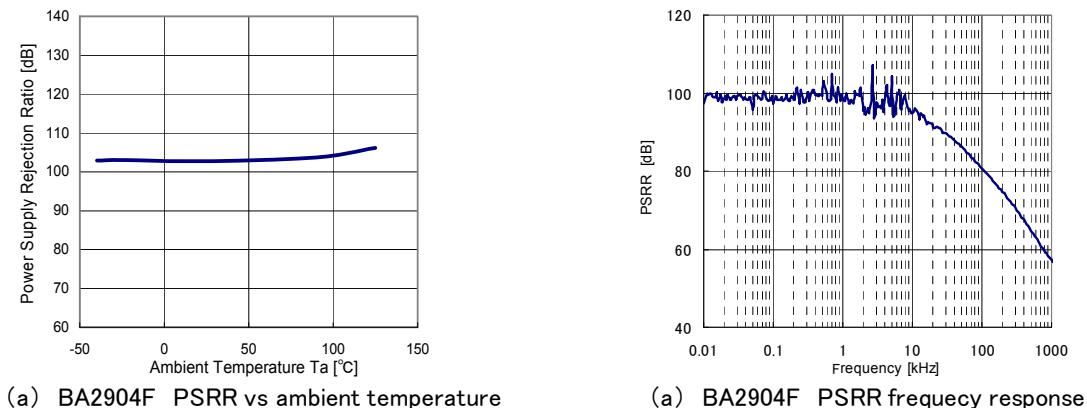 140
130
120
110
100
90
80
70
60
Power Supply Rejection Ratio [dB]
-50 0 50 100 150
Ambient Temperature Ta [℃]
(a) BA2904F PSRR vs ambient temperature
120
100
80
60
40
PSRR [dB]
0.01 0.1 1 10 100 1000
Frequency [kHz]
(a) BA2904F PSRR frequecy response